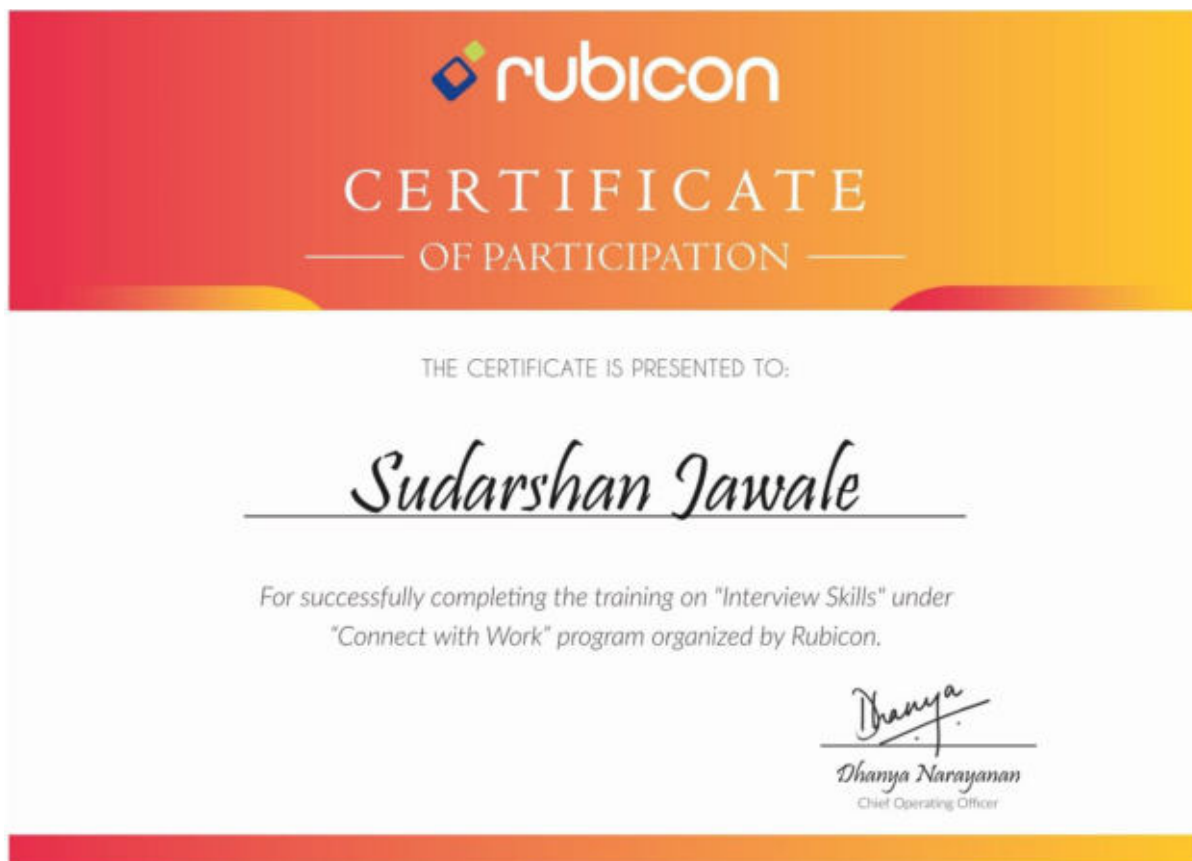 rubicon
CERTIFICATE
OF PARTICIPATION
THE CERTIFICATE IS PRESENTED TO:
Sudarshan Jawale
For successfully completing the training on "Interview Skills" under
"Connect with Work" program organized by Rubicon.
Dhanya
Dhanya Narayanan
Chief Operating Officer